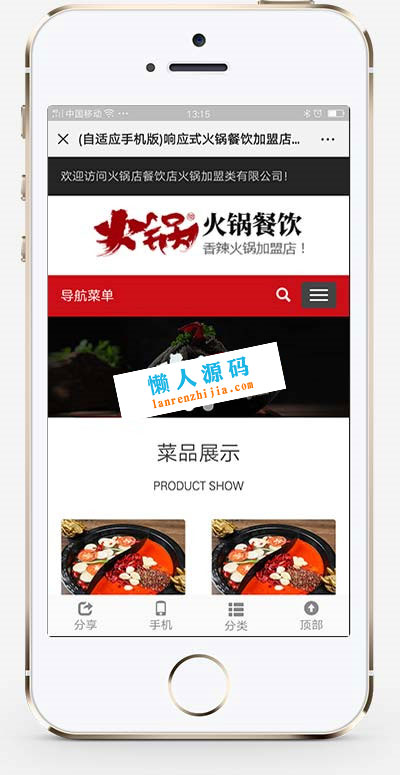 中国移动
13:15
(自适应手机版)响应式火锅餐饮加盟店...
欢迎访问火锅店餐饮店火锅加盟类有限公司!
火锅 火锅餐饮
香辣火锅加盟店！
导航菜单
懒人源码
lanrenzhijia.com
菜品展示
PRODUCT SHOW
分享 手机 分类 顶部